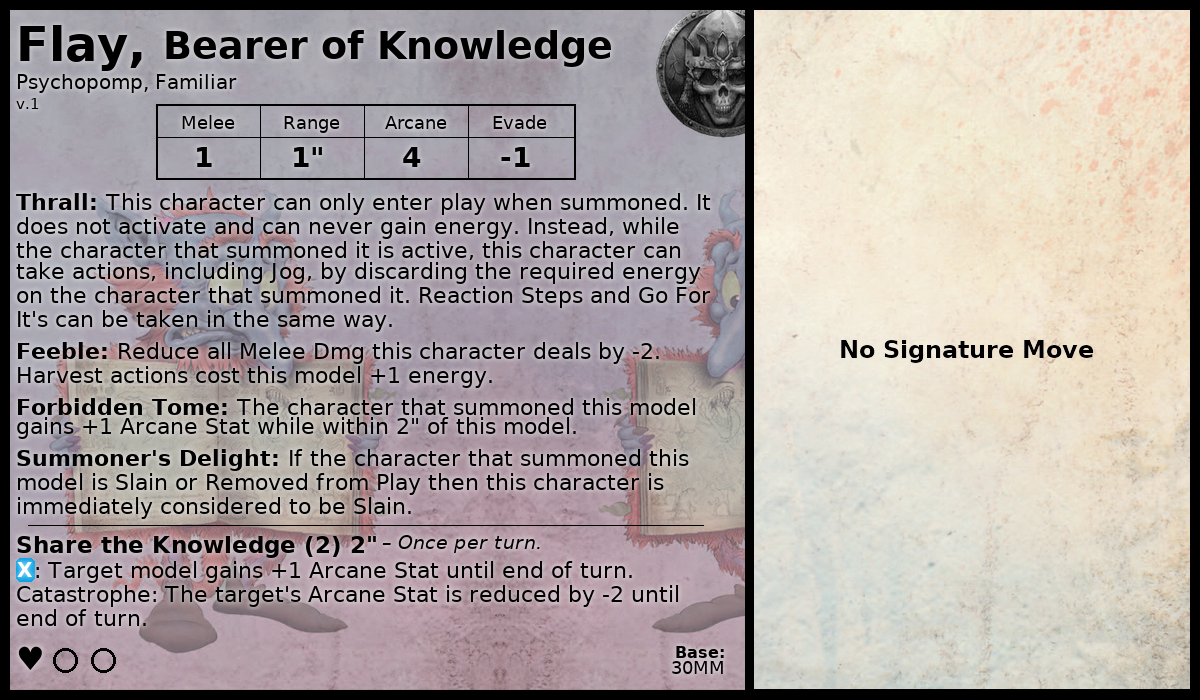 Flay, Bearer of Knowledge
Psychopomp, Familiar
v.1
Melee Range Arcane Evade
1 1" 4 -1
Thrall: This character can only enter play when summoned. It
does not activate and can never gain energy. Instead, while
the character that summoned it is active, this character can
take actions, including Jog, by discarding the required energy
on the character that summoned it. Reaction Steps and Go For
It's can be taken in the same way.
Feeble: Reduce all Melee Dmg this character deals by -2.
Harvest actions cost this model +1 energy.
Forbidden Tome: The character that summoned this model
gains +1 Arcane Stat while within 2" of this model.
Summoner's Delight: If the character that summoned this
model is Slain or Removed from Play then this character is
immediately considered to be Slain.
Share the Knowledge (2) 2" – Once per turn.
X: Target model gains +1 Arcane Stat until end of turn.
Catastrophe: The target's Arcane Stat is reduced by -2 until
end of turn.
Base:
30MM
No Signature Move